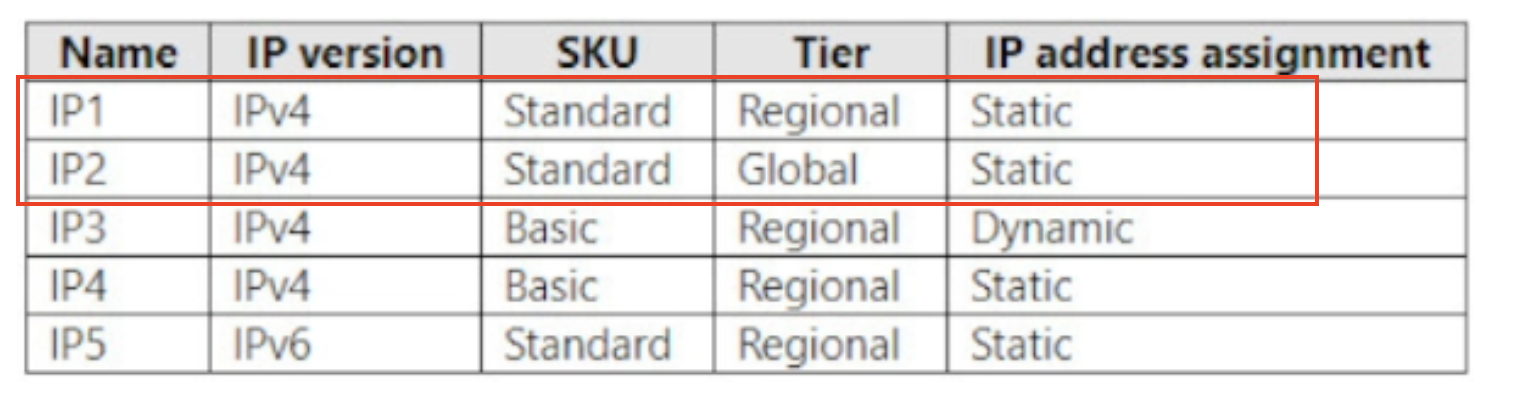 Name IP version SKU Tier IP address assignment
IP1 IPv4 Standard Regional Static
IP2 IPv4 Standard Global Static
IP3 IPv4 Basic Regional Dynamic
IP4 IPv4 Basic Regional Static
IP5 IPv6 Standard Regional Static